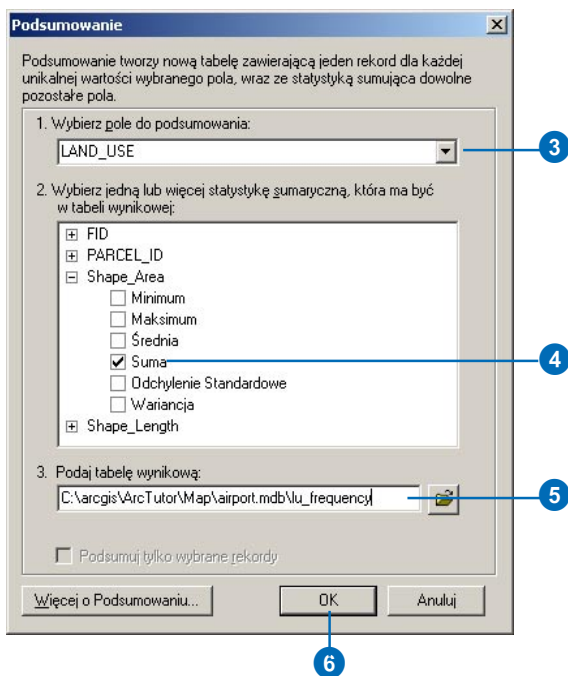 Podsumowanie
Podsumowanie tworzy nową tabelę zawierającą jeden rekord dla każdej
unikalnej wartości wybranego pola, wraz ze statystyką sumująca dowolne
pozostałe pola.
1. Wybierz pole do podsumowania:
LAND_USE
3
2. Wybierz jedną lub więcej statystykę sumaryczną, która ma być
w tabeli wynikowej:
FID
PARCEL_ID
Shape_Area
Minimum
Maksimum
Średnia
Suma
4
Odchylenie Standardowe
Wariancja
Shape_Length
3. Podaj tabelę wynikową:
C:\arcgis\ArcTutor\Map\airport.mdb\lu_frequency
5
Podsumuj tylko wybrane rekordy
Więcej o Podsumowaniu...
OK
Anuluj
6